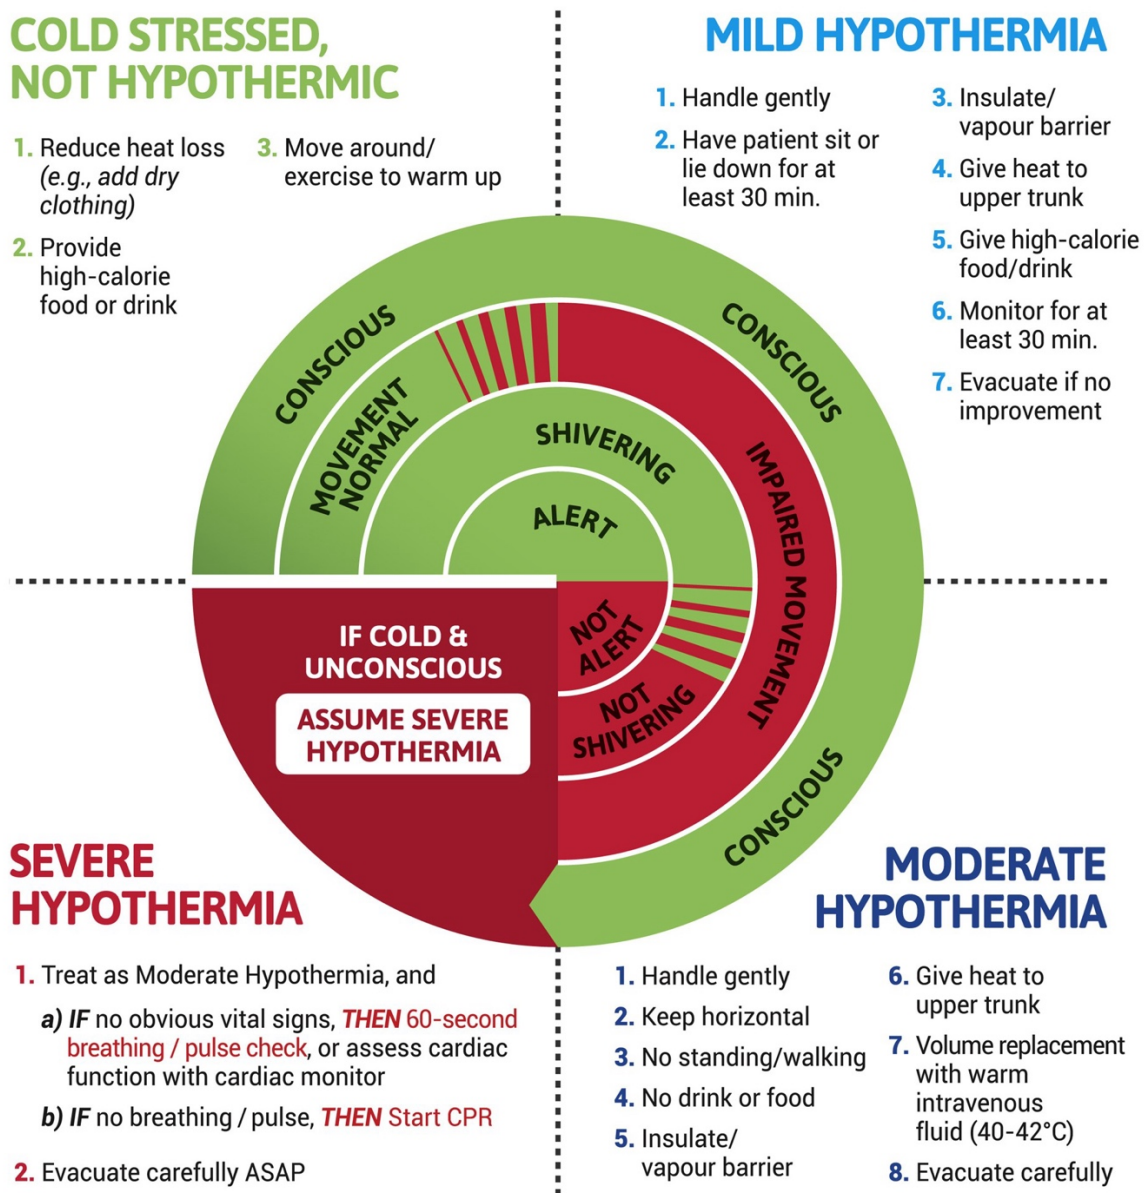 COLD STRESSED,
NOT HYPOTHERMIC
1. Reduce heat loss
(e.g., add dry
clothing)
2. Provide
high-calorie
food or drink
3. Move around/
exercise to warm up
MILD HYPOTHERMIA
1. Handle gently
2. Have patient sit or
lie down for at
least 30 min.
3. Insulate/
vapour barrier
4. Give heat to
upper trunk
5. Give high-calorie
food/drink
6. Monitor for at
least 30 min.
7. Evacuate if no
improvement
CONSCIOUS
CONSCIOUS
MOVEMENT
NORMAL
SHIVERING
ALERT
IMPAIRED MOVEMENT
NOT
ALERT
NOT
SHIVERING
CONSCIOUS
IF COLD &
UNCONSCIOUS
ASSUME SEVERE
HYPOTHERMIA
SEVERE
HYPOTHERMIA
1. Treat as Moderate Hypothermia, and
a) IF no obvious vital signs, THEN 60-second
breathing / pulse check, or assess cardiac
function with cardiac monitor
b) IF no breathing / pulse, THEN Start CPR
2. Evacuate carefully ASAP
MODERATE
HYPOTHERMIA
1. Handle gently
2. Keep horizontal
3. No standing/walking
4. No drink or food
5. Insulate/
vapour barrier
6. Give heat to
upper trunk
7. Volume replacement
with warm
intravenous
fluid (40-42°C)
8. Evacuate carefully